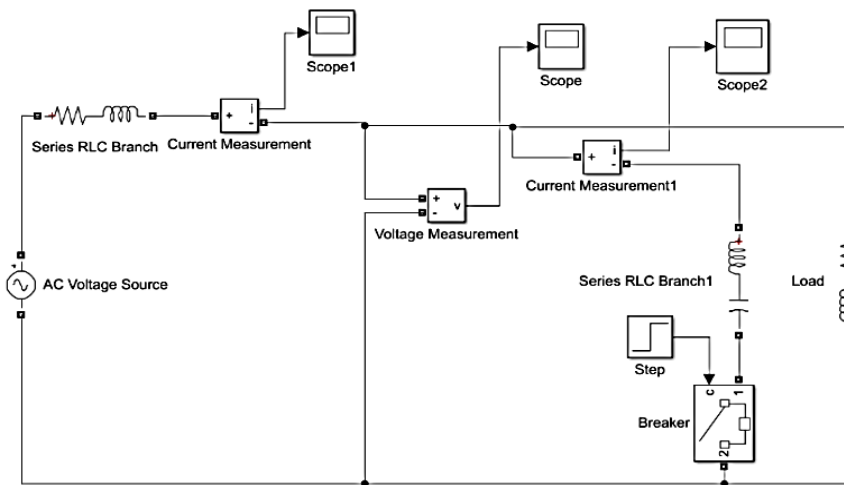 Scope1
Scope
Scope2
i
+
-
Series RLC Branch
Current Measurement
i
+
-
Current Measurement1
+
-
v
Voltage Measurement
AC Voltage Source
Series RLC Branch1
Load
Step
c
1
Breaker
2